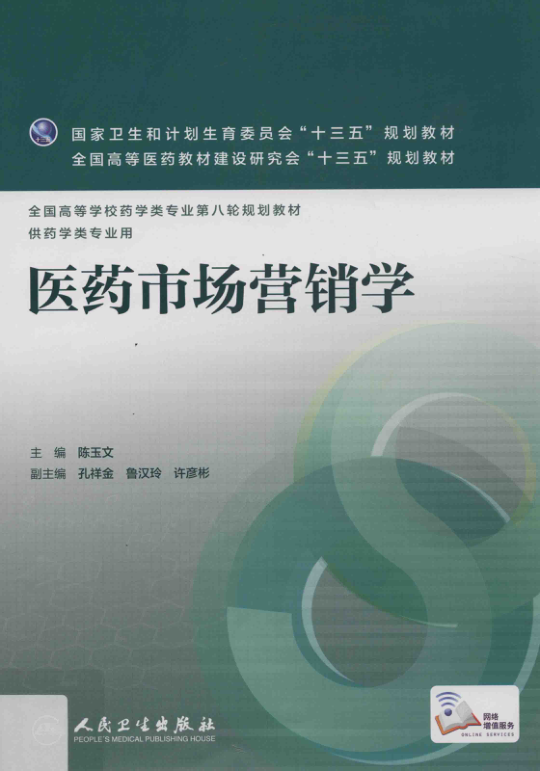 国家卫生和计划生育委员会“十三五”规划教材
全国高等医药教材建设研究会“十三五”规划教材
全国高等学校药学类专业第八轮规划教材
供药学类专业用
医药市场营销学
主 编 陈玉文
副主编 孔祥金 鲁汉玲 许彦彬
人民卫生出版社
PEOPLE'S MEDICAL PUBLISHING HOUSE
网络
增值服务
ONLINE SERVICES